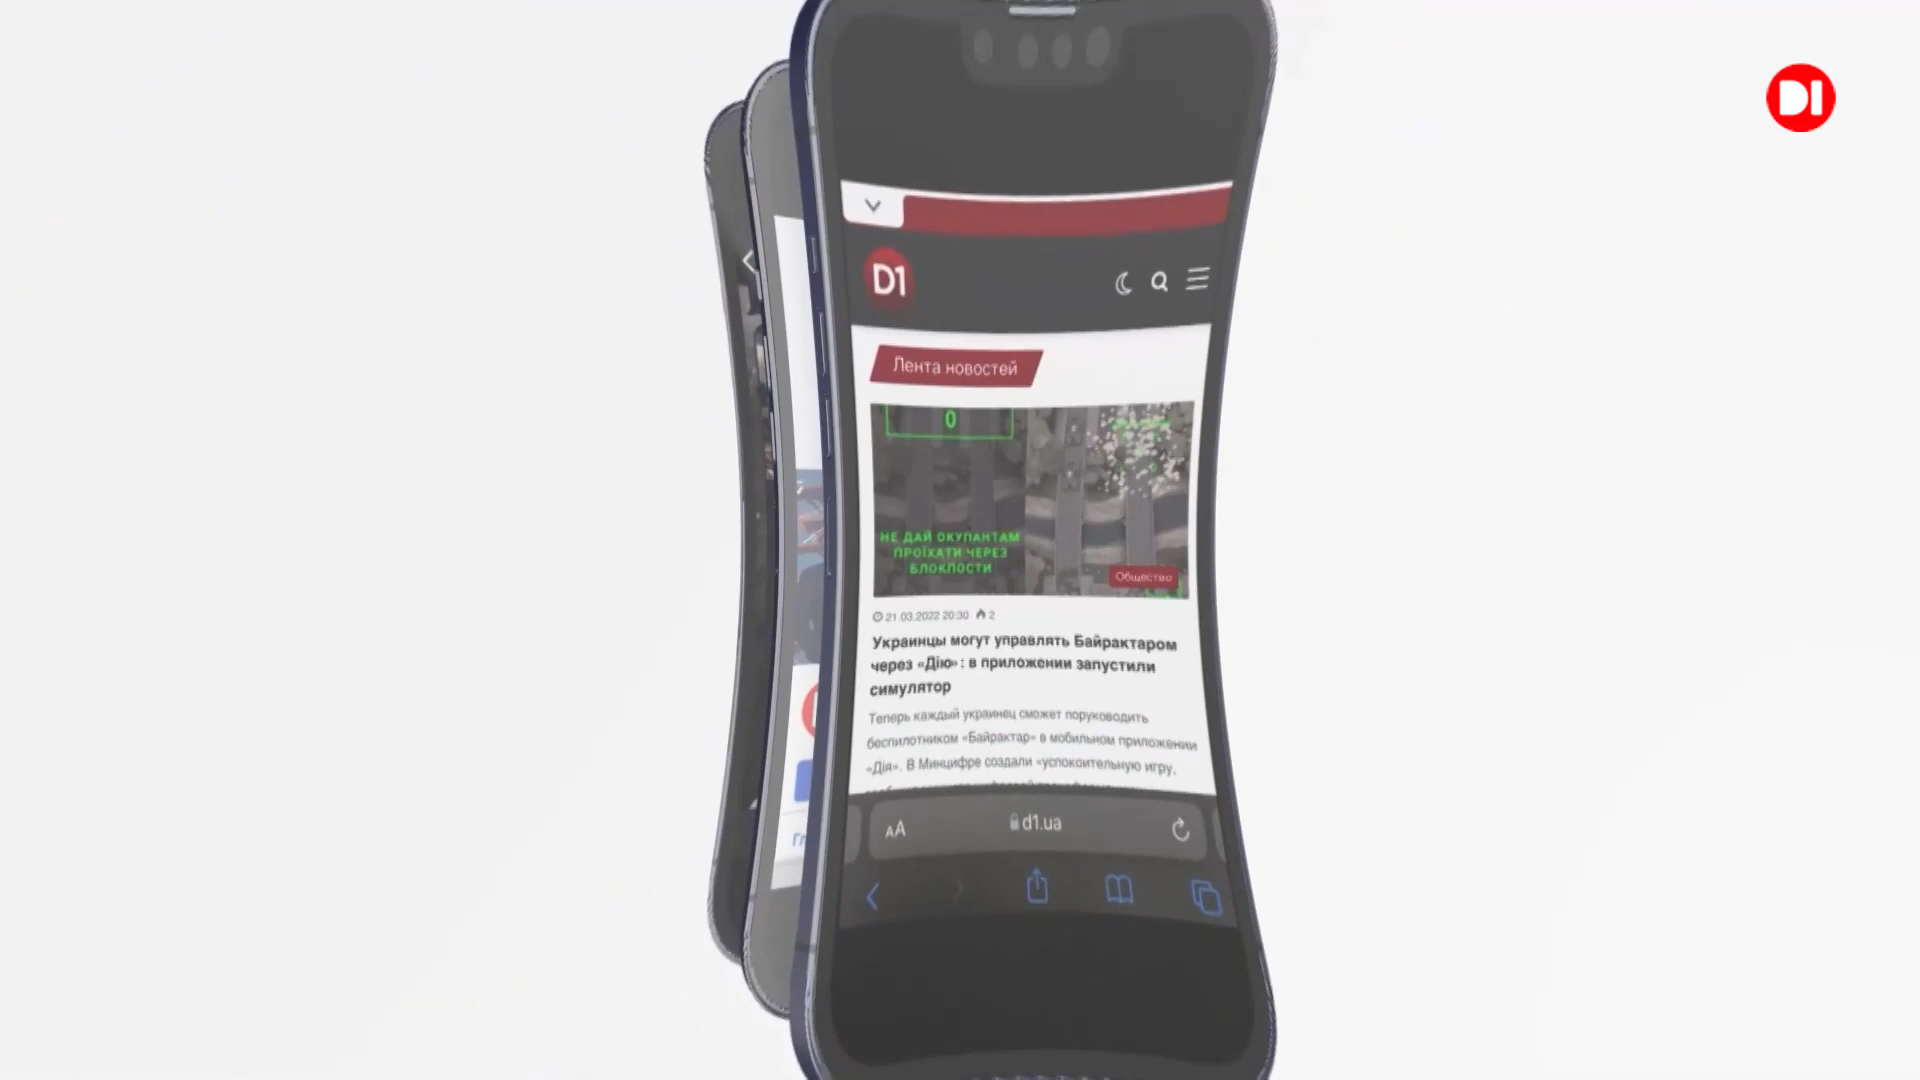 DI
D1
Лента новостей
0
НЕ ДАЙ ОКУПАНТАМ
ПРОЇХАТИ ЧЕРЕЗ
БЛОКПОСТИ
Общество
21.03.2022 20:30 2
Украинцы могут управлять Байрактаром
через «Дію» : в приложении запустили
симулятор
Теперь каждый украинец сможет поруководить
беспилотником «Байрактар» в мобильном приложении
«Дія». В Минцифре создали «успокоительную игру,
AA d1.ua